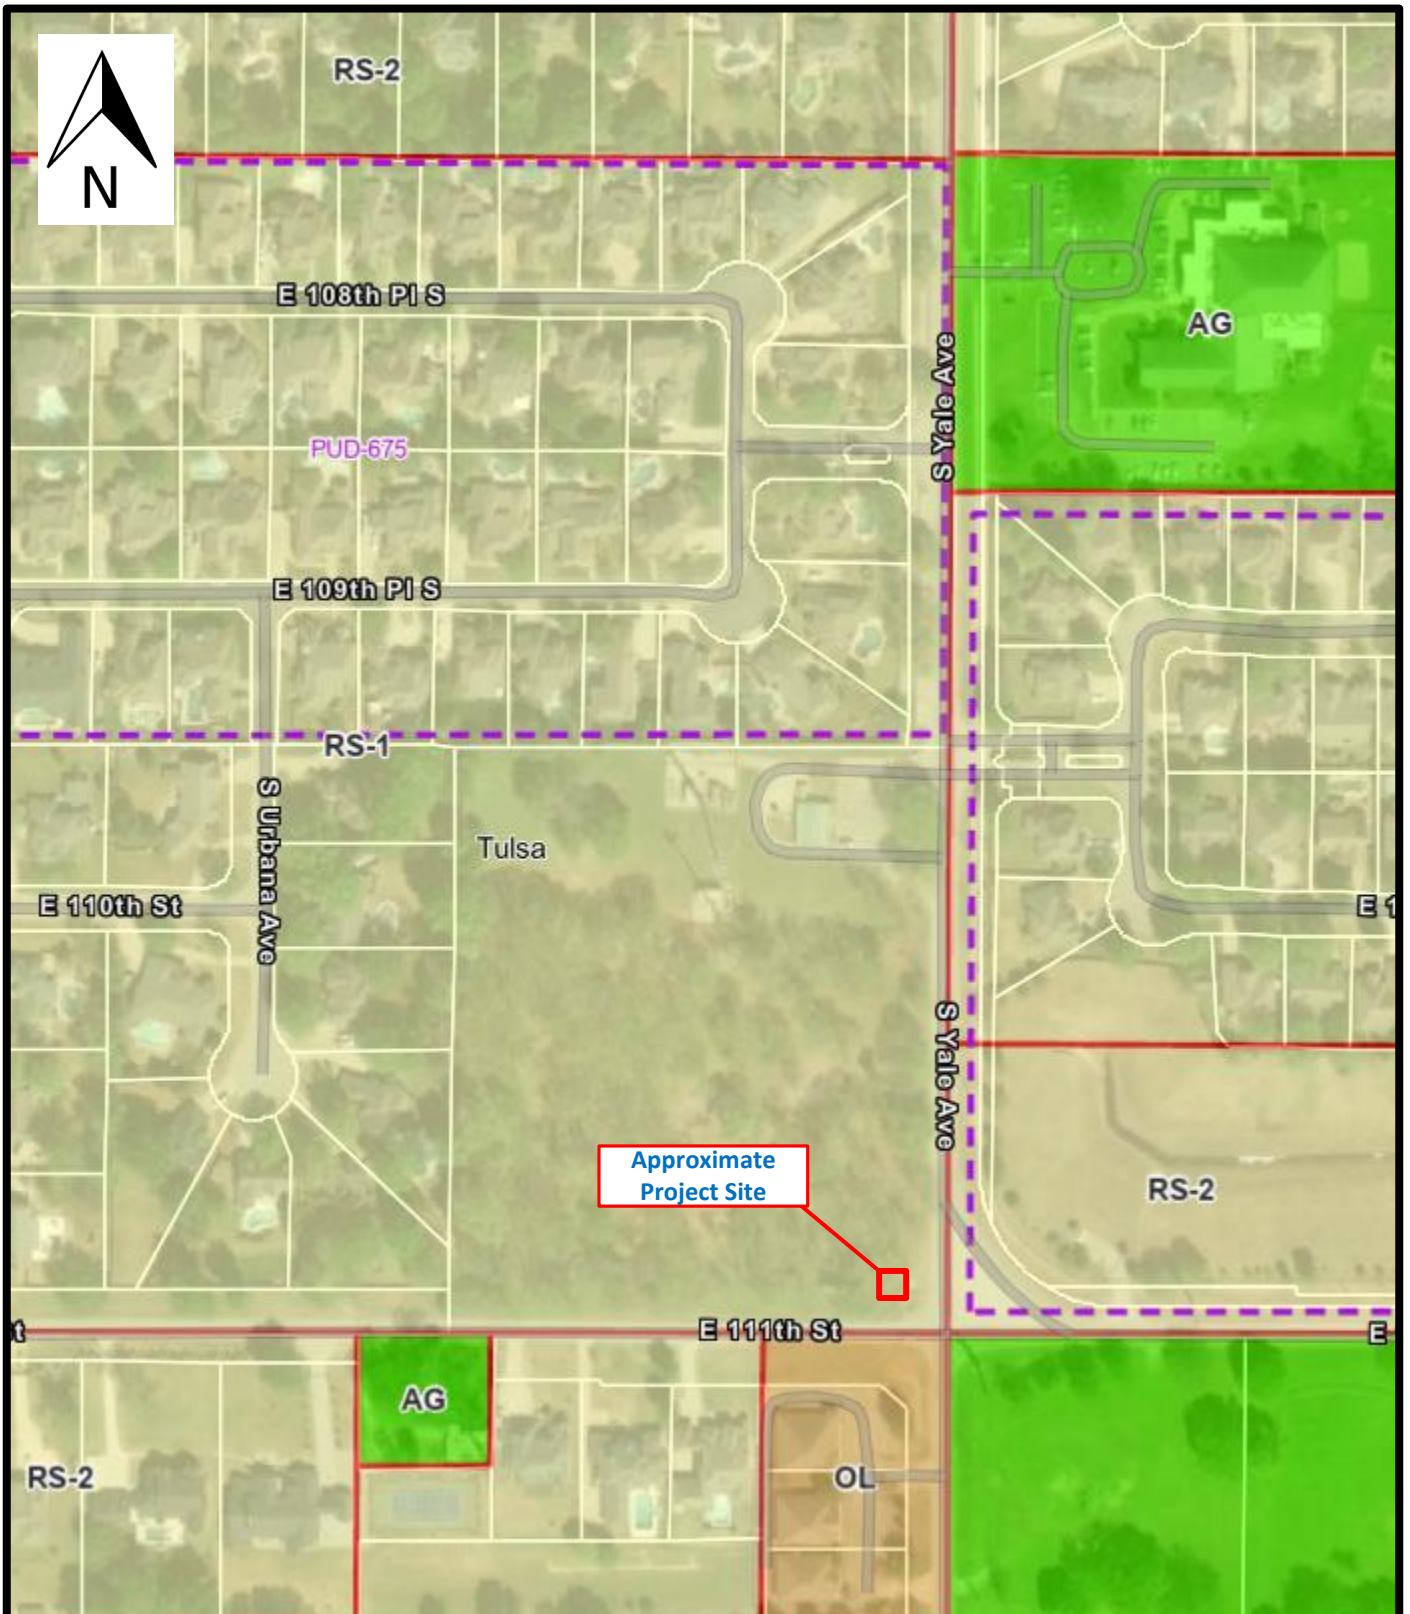 RS-2
N
E 108th Pl S
AG
S Yale Ave
PUD-675
E 109th Pl S
RS-1
S Urbana Ave
Tulsa
E 110th St
E 1
S Yale Ave
Approximate
Project Site
RS-2
t
E 111th St
E
AG
RS-2
OL